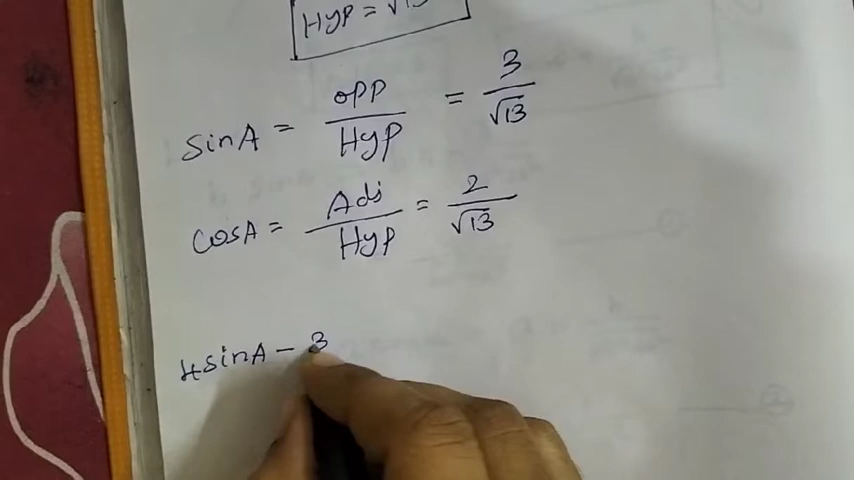 Hyp = √13
sinA = opp/Hyp = 3/√13
cosA = Adj/Hyp = 2/√13
4sinA - 3